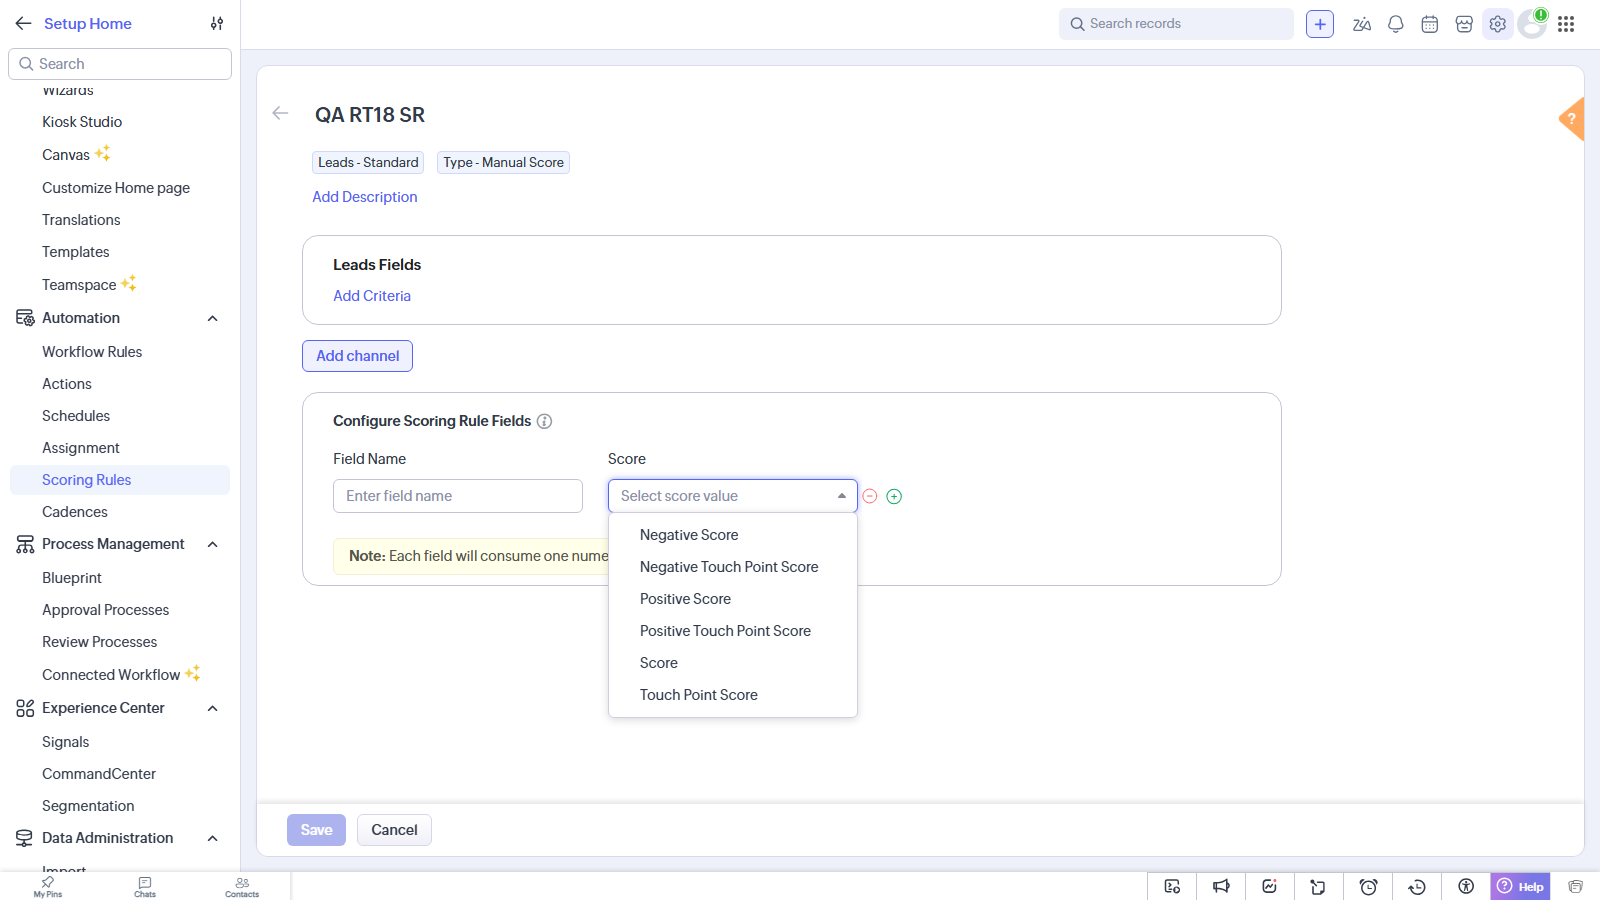 Setup Home
Search
Wizards
Kiosk Studio
Canvas
Customize Home page
Translations
Templates
Teamspace
Automation
Workflow Rules
Actions
Schedules
Assignment
Scoring Rules
Cadences
Process Management
Blueprint
Approval Processes
Review Processes
Connected Workflow
Experience Center
Signals
CommandCenter
Segmentation
Data Administration
Import
My Pins
Chats
Contacts
Search records
QA RT18 SR
Leads - Standard
Type - Manual Score
Add Description
Leads Fields
Add Criteria
Add channel
Configure Scoring Rule Fields
Field Name
Score
Enter field name
Select score value
Note: Each field will consume one nume
Negative Score
Negative Touch Point Score
Positive Score
Positive Touch Point Score
Score
Touch Point Score
Save
Cancel
?
Help